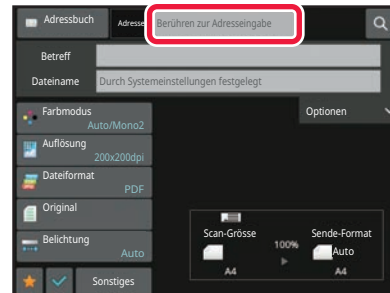 Adressbuch
Adresse
Berühren zur Adresseingabe
Betreff
Dateiname
Durch Systemeinstellungen festgelegt
Farbmodus
Auto/Mono2
Optionen
Auflösung
200x200dpi
Dateiformat
PDF
Original
Belichtung
Auto
Scan-Grösse
100%
Sende-Format
Auto
A4
A4
Sonstiges